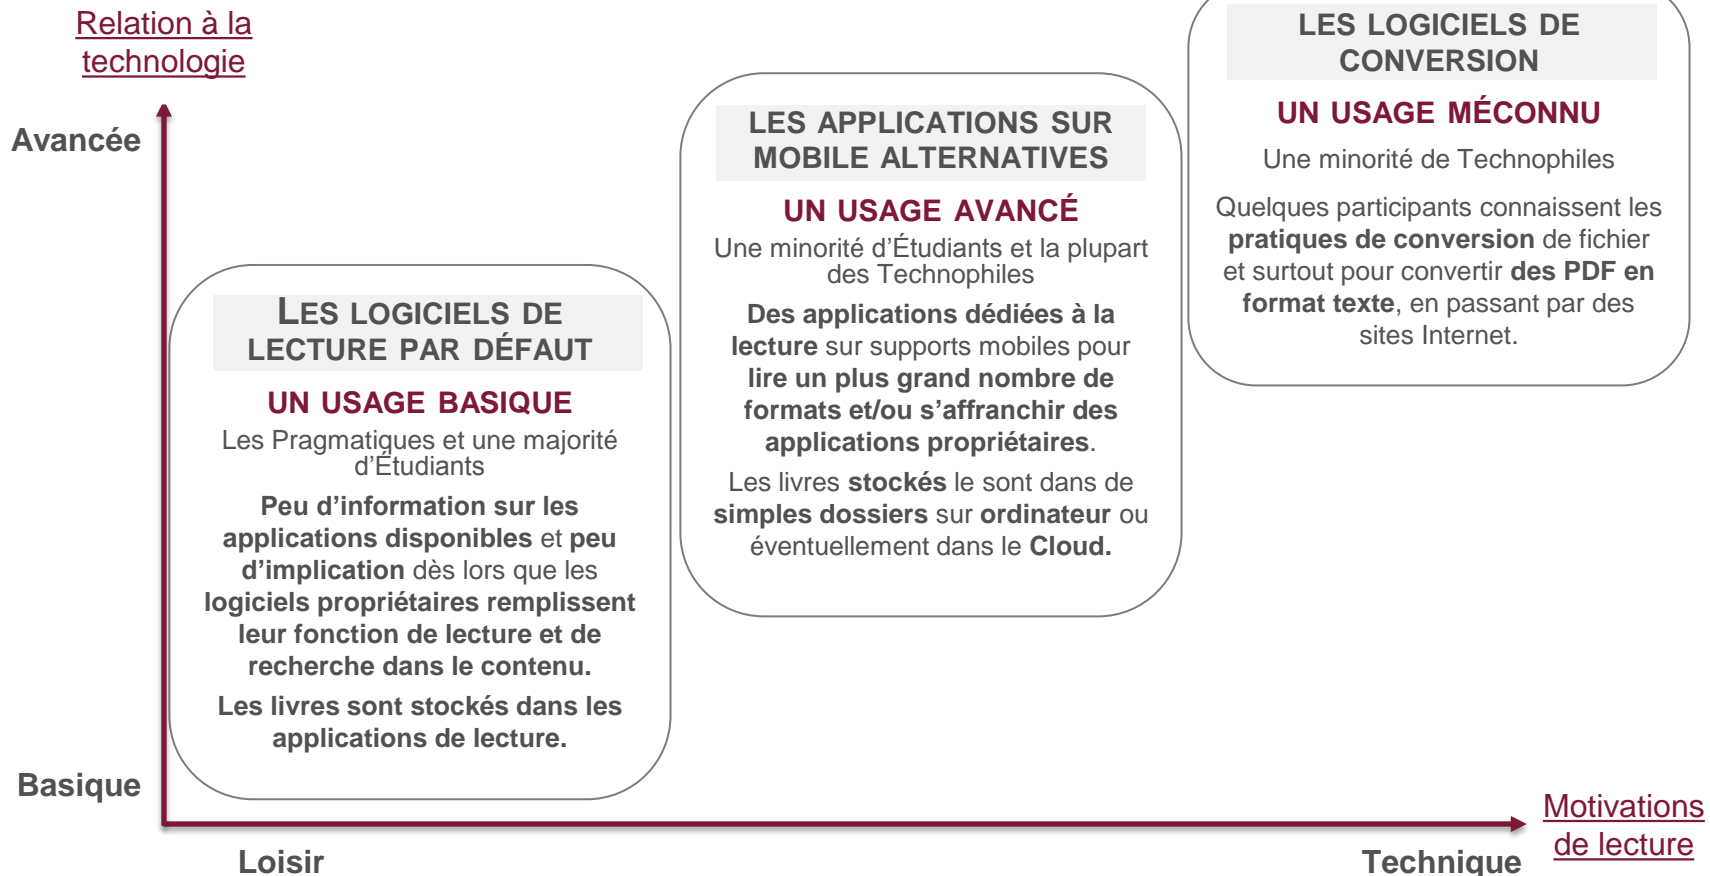 Relation à la
technologie
Avancée
Basique
LES LOGICIELS DE
LECTURE PAR DÉFAUT
UN USAGE BASIQUE
Les Pragmatiques et une majorité
d’Étudiants
Peu d’information sur les
applications disponibles et peu
d’implication dès lors que les
logiciels propriétaires remplissent
leur fonction de lecture et de
recherche dans le contenu.
Les livres sont stockés dans les
applications de lecture.
LES APPLICATIONS SUR
MOBILE ALTERNATIVES
UN USAGE AVANCÉ
Une minorité d’Étudiants et la plupart
des Technophiles
Des applications dédiées à la
lecture sur supports mobiles pour
lire un plus grand nombre de
formats et/ou s’affranchir des
applications propriétaires.
Les livres stockés le sont dans de
simples dossiers sur ordinateur ou
éventuellement dans le Cloud.
LES LOGICIELS DE
CONVERSION
UN USAGE MÉCONNU
Une minorité de Technophiles
Quelques participants connaissent les
pratiques de conversion de fichier
et surtout pour convertir des PDF en
format texte, en passant par des
sites Internet.
Loisir
Technique
Motivations
de lecture